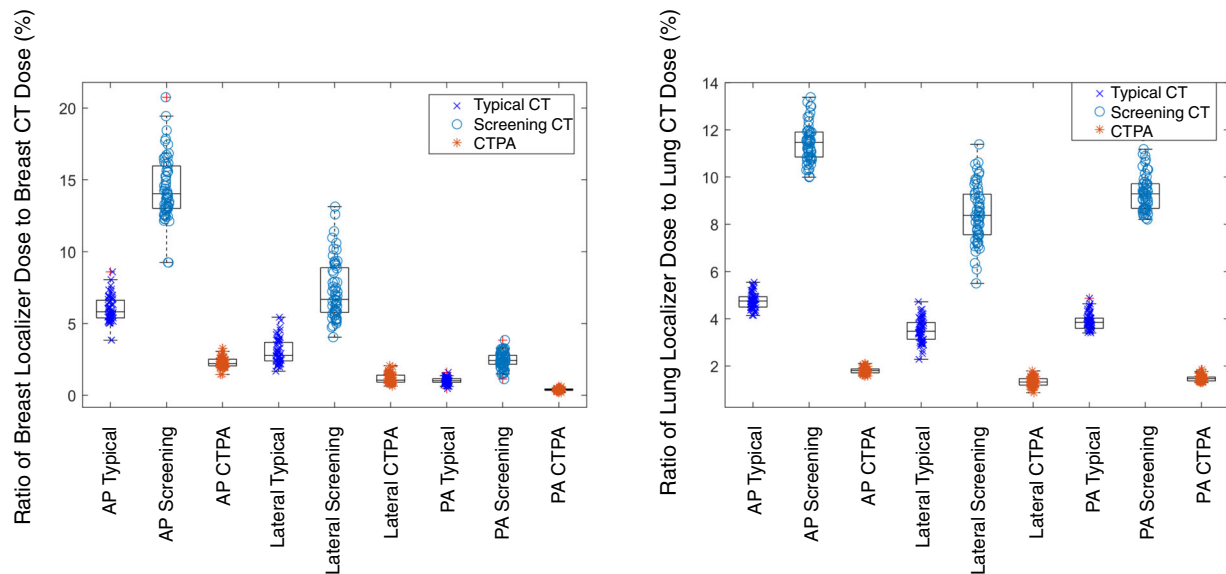 Ratio of Breast Localizer Dose to Breast CT Dose (%)
20
15
10
5
0
Typical CT
Screening CT
CTPA
AP Typical
AP Screening
AP CTPA
Lateral Typical
Lateral Screening
Lateral CTPA
PA Typical
PA Screening
PA CTPA
Ratio of Lung Localizer Dose to Lung CT Dose (%)
14
12
10
8
6
4
2
Typical CT
Screening CT
CTPA
AP Typical
AP Screening
AP CTPA
Lateral Typical
Lateral Screening
Lateral CTPA
PA Typical
PA Screening
PA CTPA